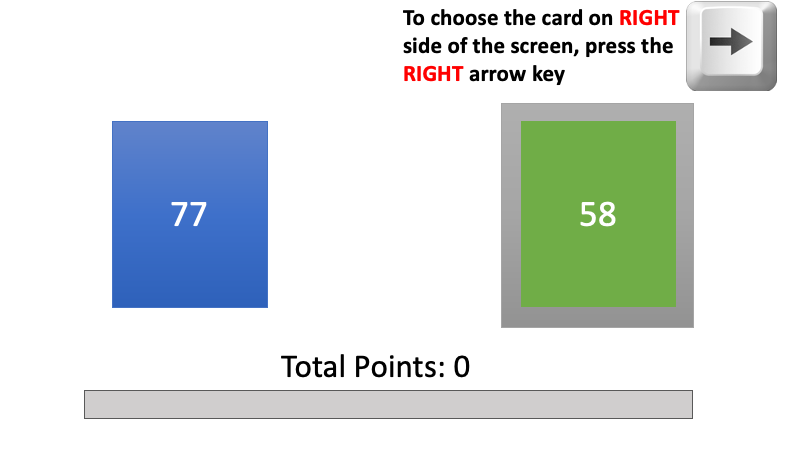 To choose the card on RIGHT
side of the screen, press the
RIGHT arrow key
77
58
Total Points: 0